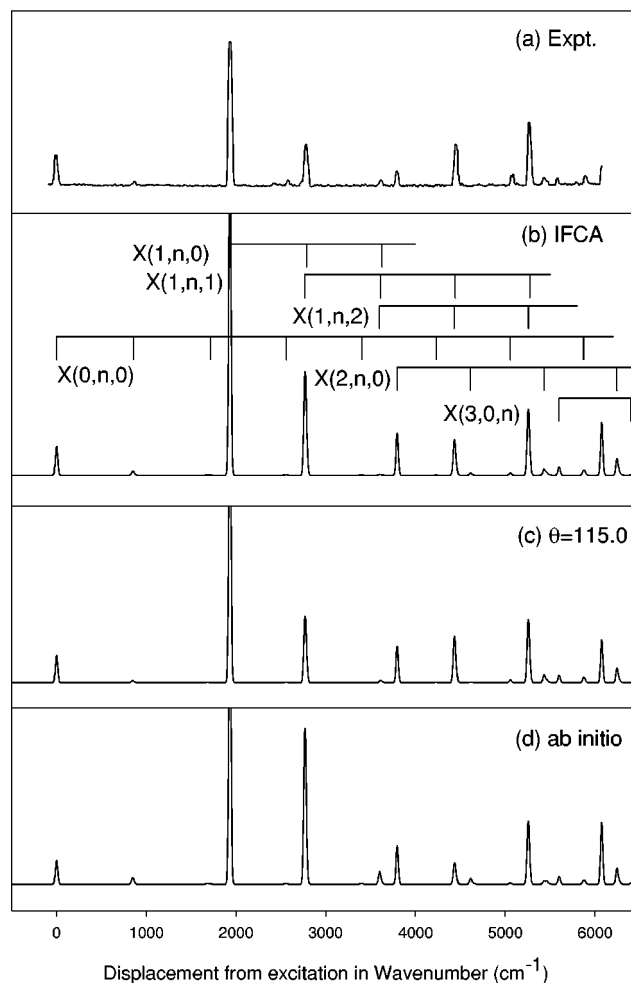 (a) Expt.
(b) IFCA
X(1,n,0)
X(1,n,1)
X(1,n,2)
X(0,n,0)
X(2,n,0)
X(3,0,n)
(c) θ=115.0
(d) ab initio
0 1000 2000 3000 4000 5000 6000
Displacement from excitation in Wavenumber (cm⁻¹)